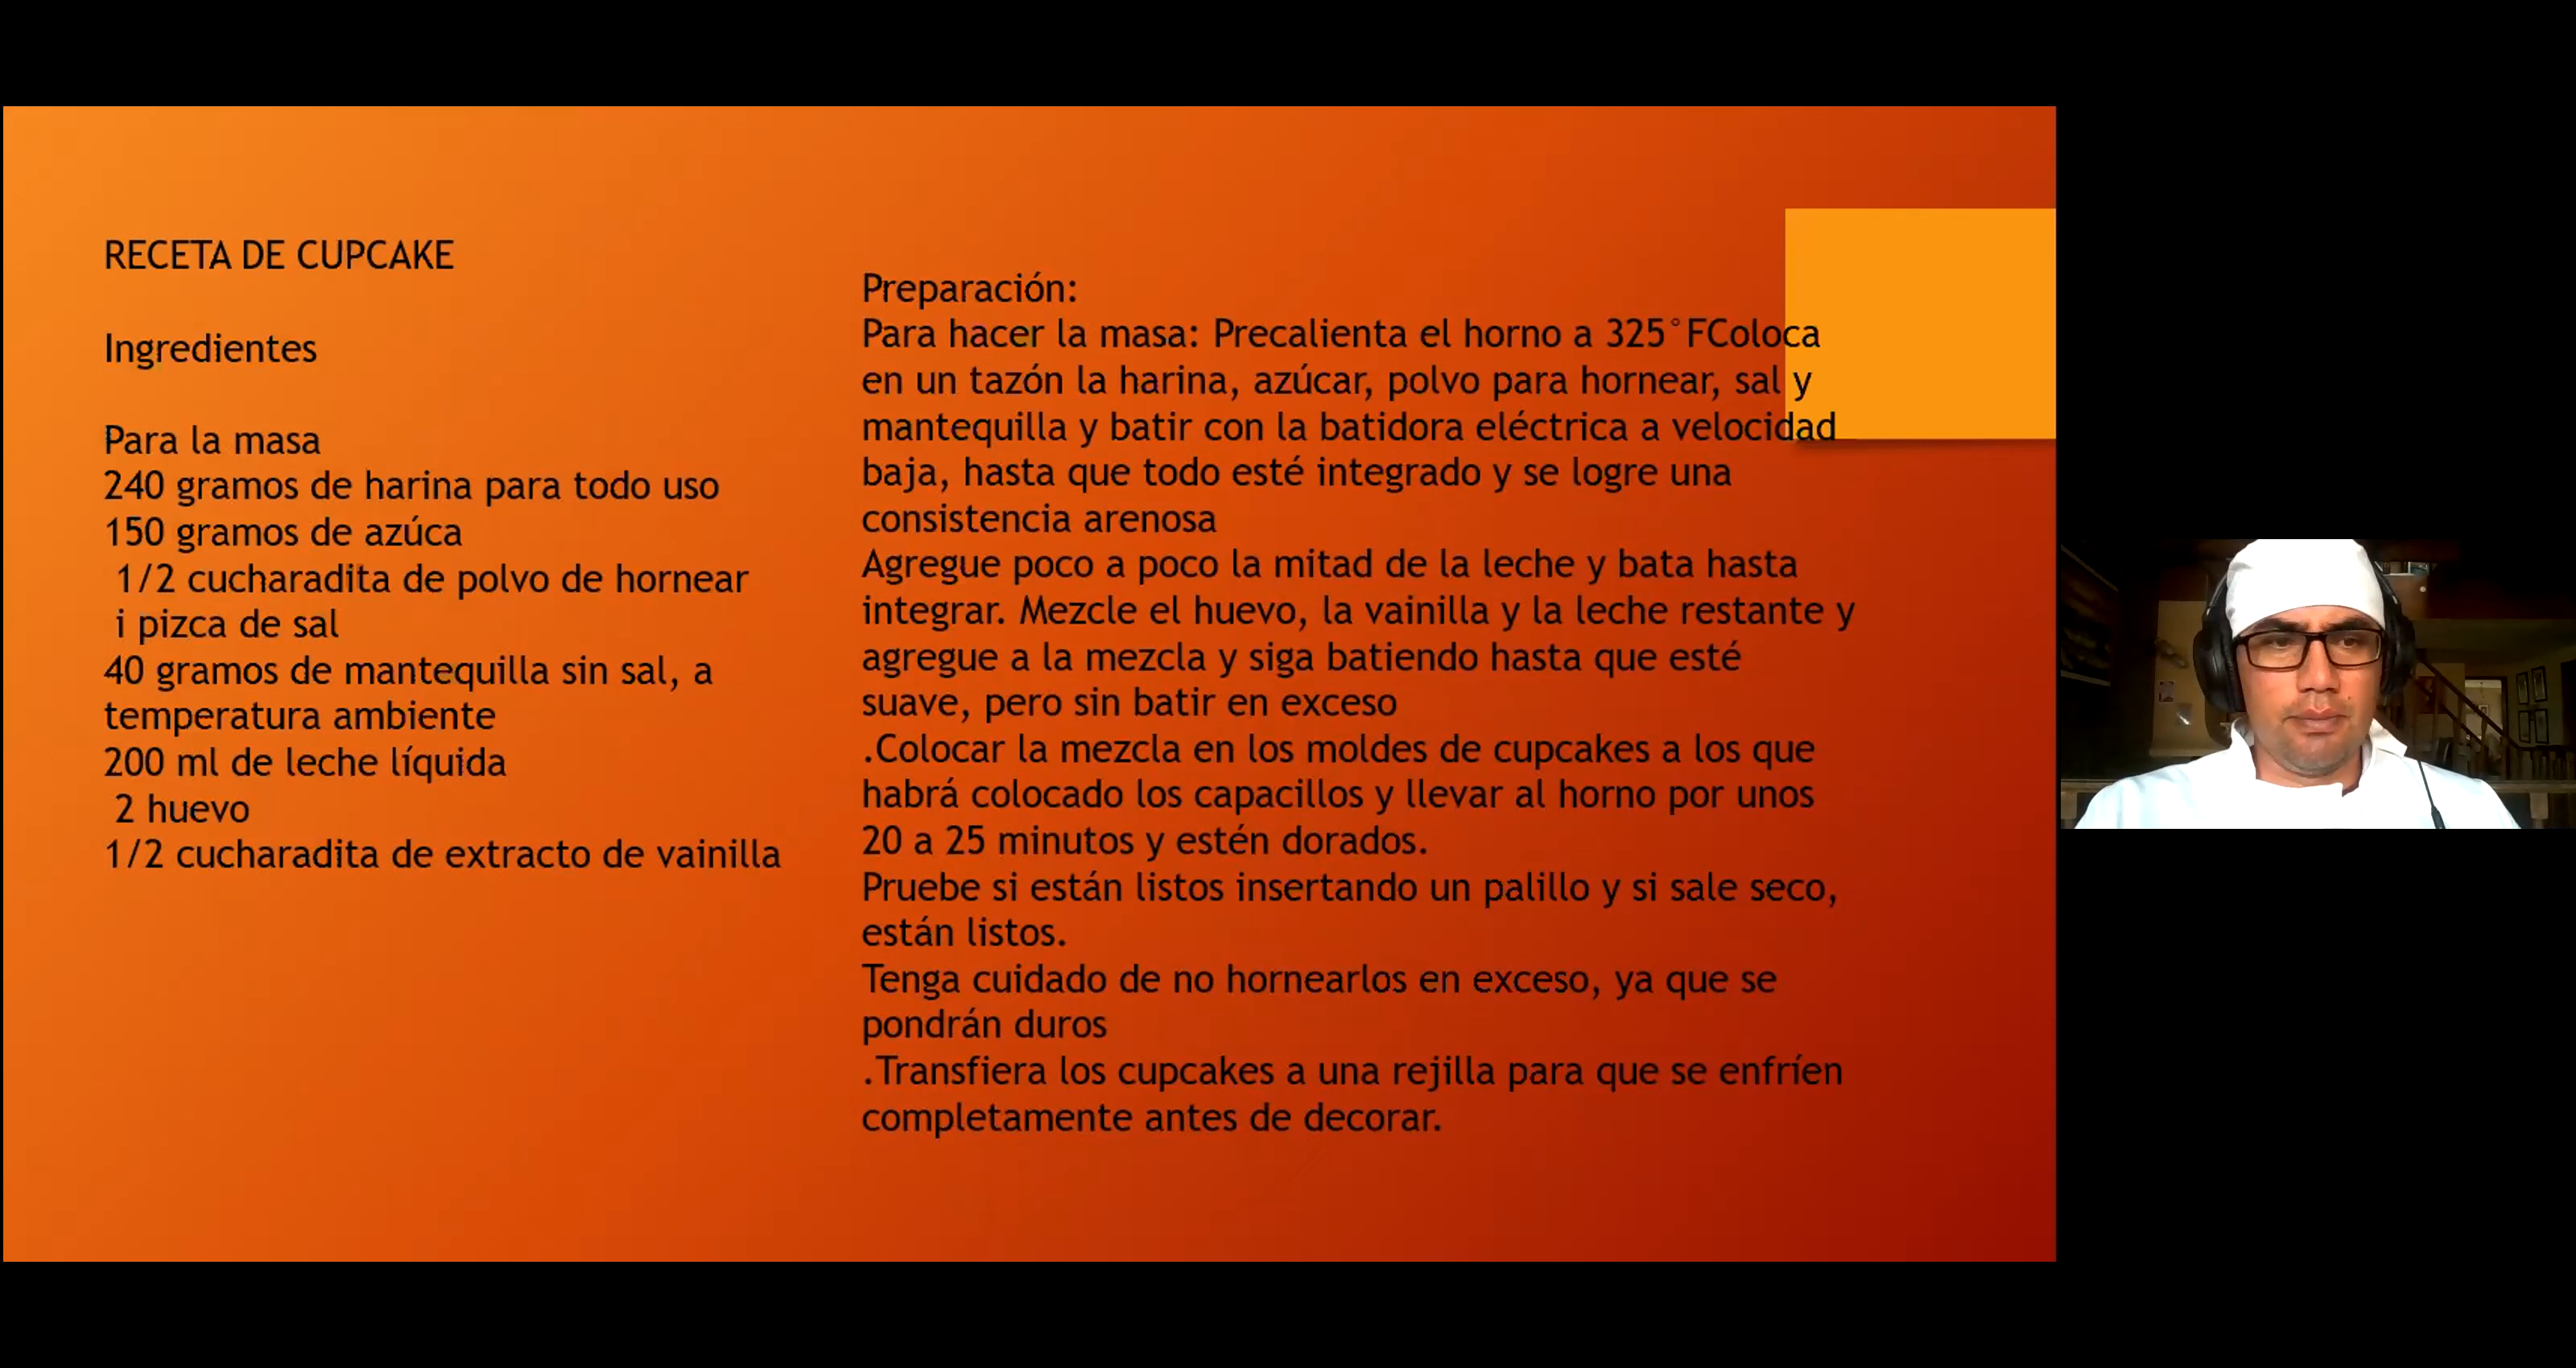 RECETA DE CUPCAKE
Ingredientes
Para la masa
240 gramos de harina para todo uso
150 gramos de azúca
1/2 cucharadita de polvo de hornear
i pizca de sal
40 gramos de mantequilla sin sal, a
temperatura ambiente
200 ml de leche líquida
2 huevo
1/2 cucharadita de extracto de vainilla
Preparación:
Para hacer la masa: Precalienta el horno a 325°FColoca
en un tazón la harina, azúcar, polvo para hornear, sal y
mantequilla y batir con la batidora eléctrica a velocidad
baja, hasta que todo esté integrado y se logre una
consistencia arenosa
Agregue poco a poco la mitad de la leche y bata hasta
integrar. Mezcle el huevo, la vainilla y la leche restante y
agregue a la mezcla y siga batiendo hasta que esté
suave, pero sin batir en exceso
.Colocar la mezcla en los moldes de cupcakes a los que
habrá colocado los capacillos y llevar al horno por unos
20 a 25 minutos y estén dorados.
Pruebe si están listos insertando un palillo y si sale seco,
están listos.
Tenga cuidado de no hornearlos en exceso, ya que se
pondrán duros
.Transfiera los cupcakes a una rejilla para que se enfríen
completamente antes de decorar.